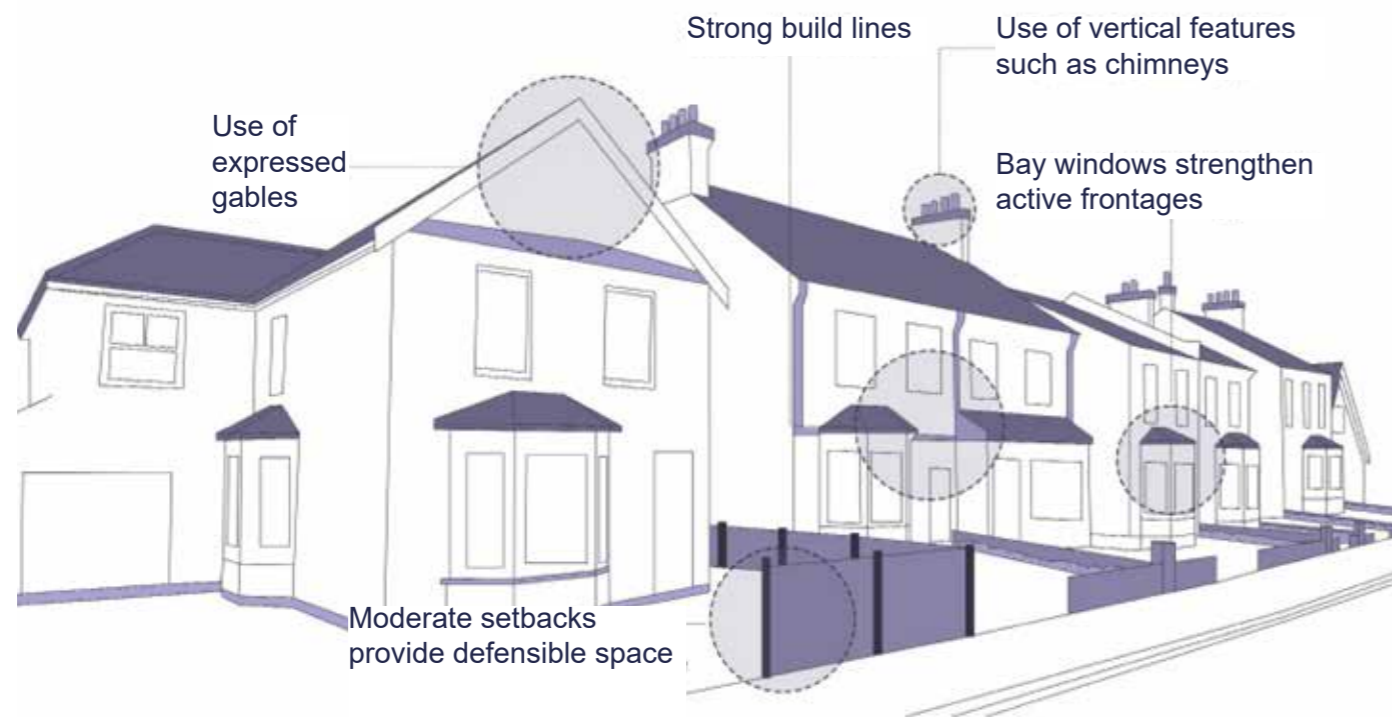 Strong build lines
Use of vertical features
such as chimneys
Use of
expressed
gables
Bay windows strengthen
active frontages
Moderate setbacks
provide defensible space